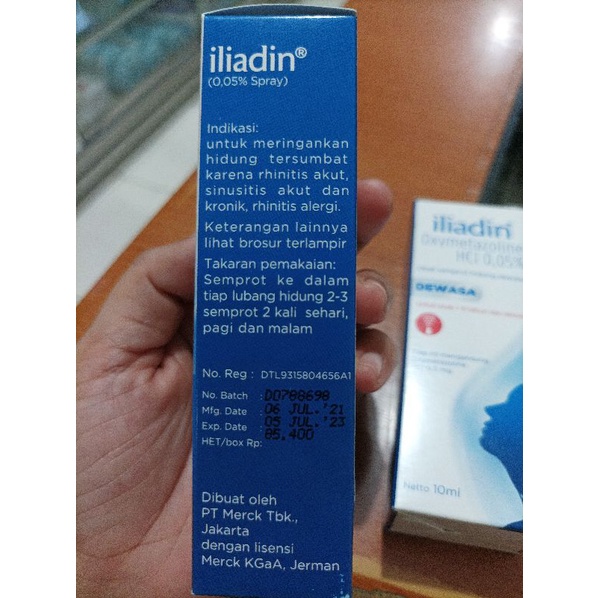 iliadin®
(0,05% Spray)
Indikasi:
untuk meringankan
hidung tersumbat
karena rhinitis akut,
sinusitis akut dan
kronik, rhinitis alergi.
Keterangan lainnya
lihat brosur terlampir
Takaran pemakaian:
Semprot ke dalam
tiap lubang hidung 2-3
semprot 2 kali sehari,
pagi dan malam
No. Reg : DTL9315804656A1
No. Batch : DD788698
Mfg. Date : 06 JUL.'21
Exp. Date : 05 JUL.'23
HET/box Rp: 85,400
Dibuat oleh
PT Merck Tbk.,
Jakarta
dengan lisensi
Merck KGaA, Jerman
iliadin®
Oxymetazoline
HCl 0,05%
DEWASA
Netto 10ml